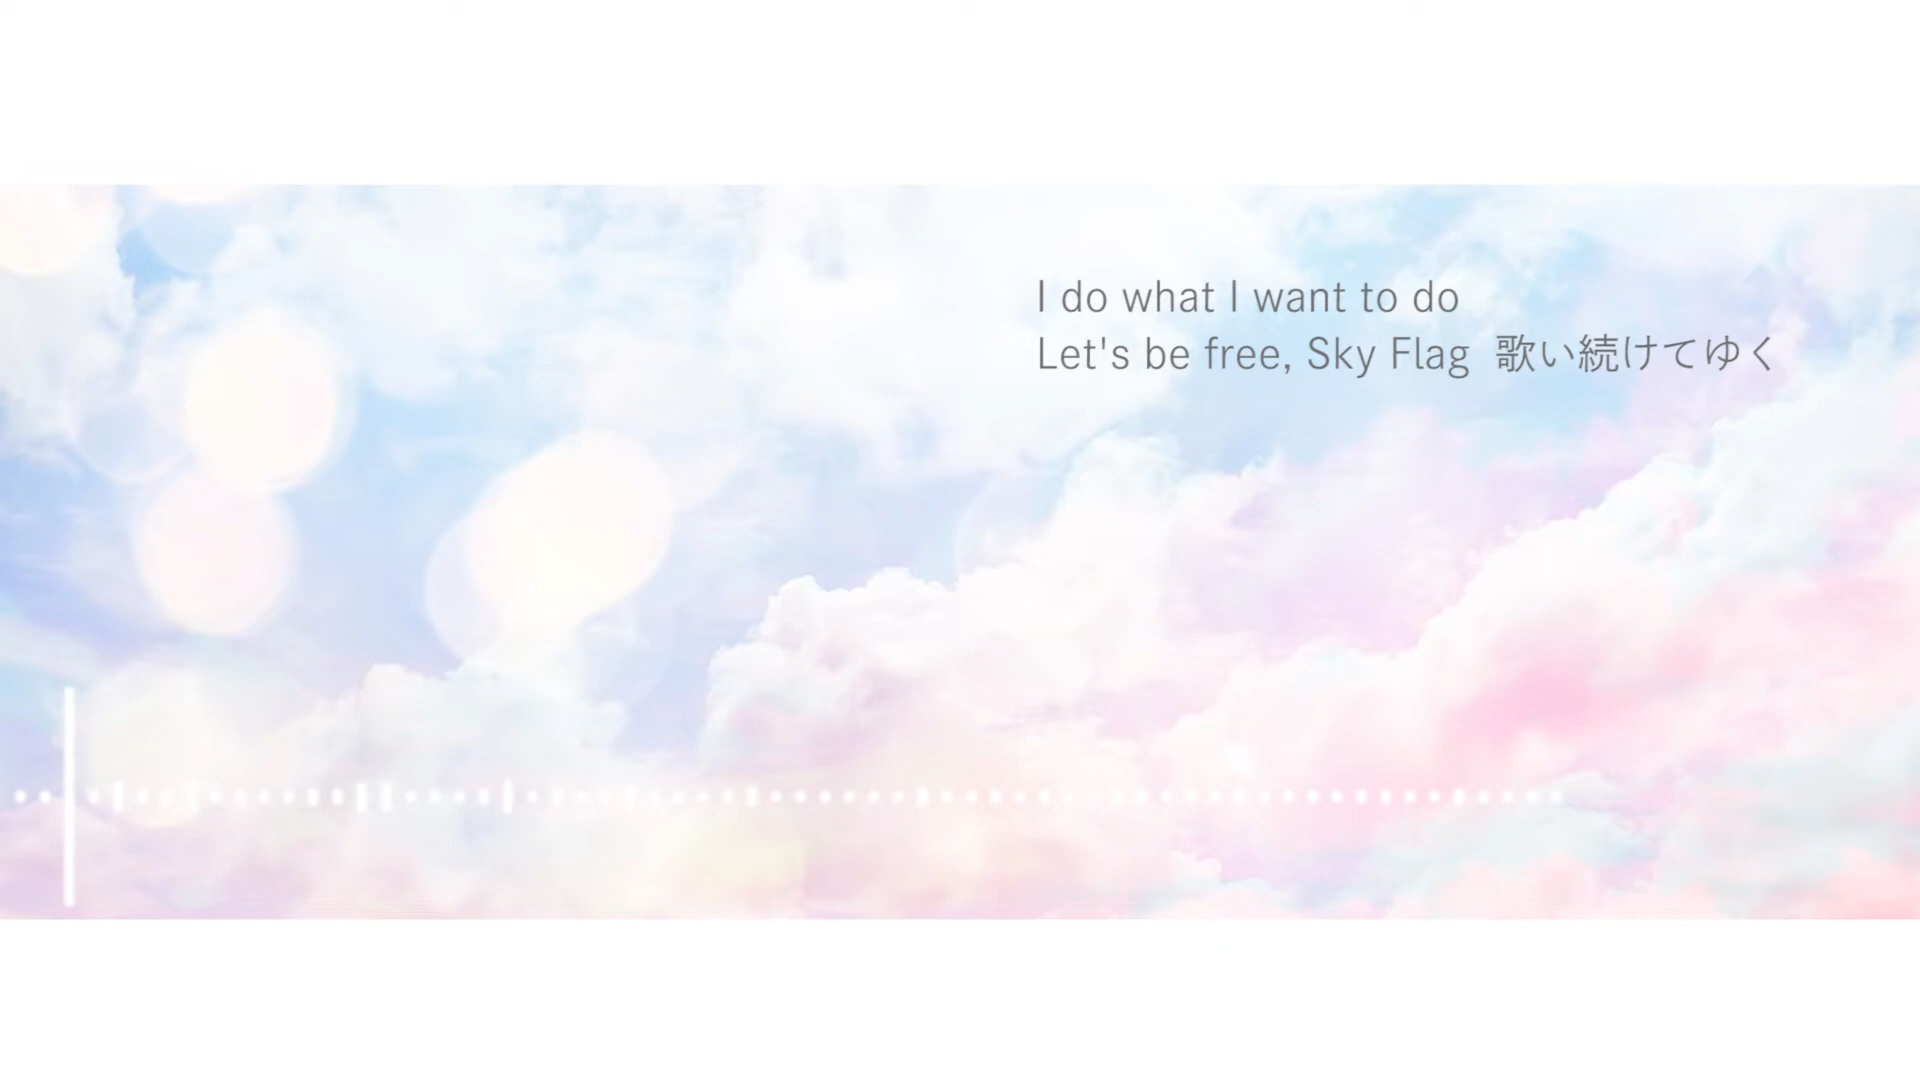 I do what I want to do
Let's be free, Sky Flag 歌い続けてゆく